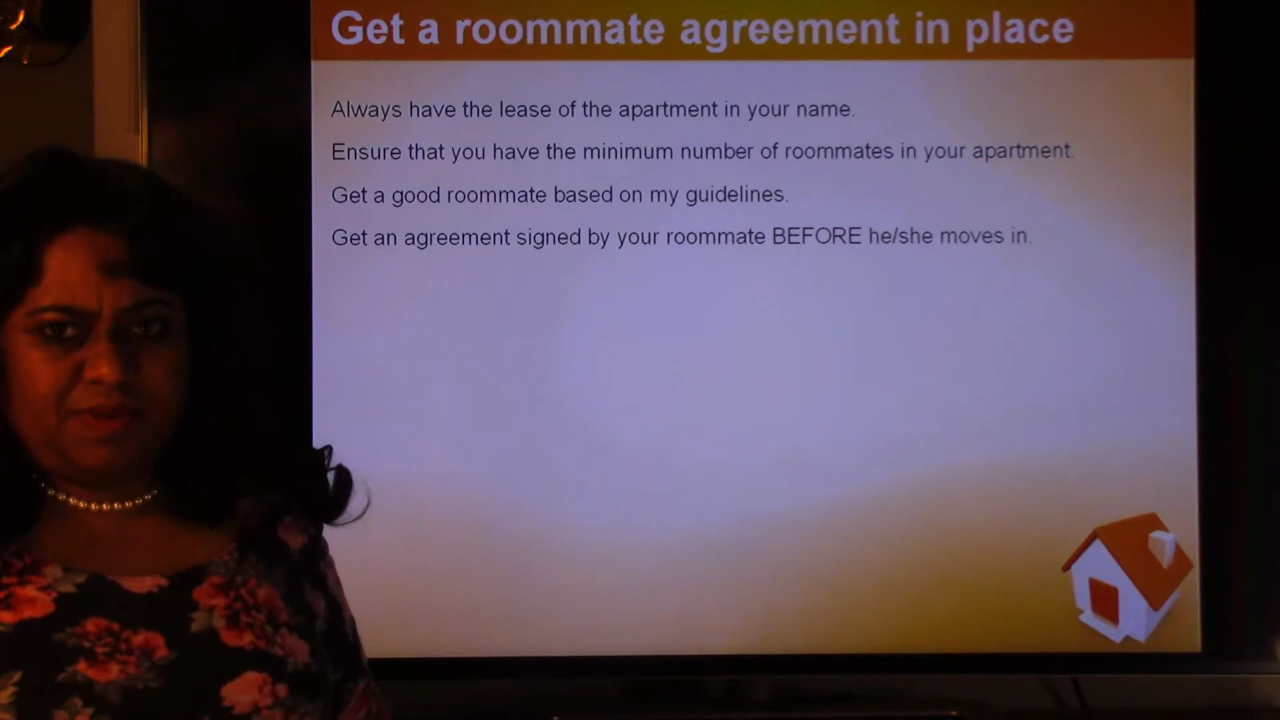 Get a roommate agreement in place
Always have the lease of the apartment in your name.
Ensure that you have the minimum number of roommates in your apartment.
Get a good roommate based on my guidelines.
Get an agreement signed by your roommate BEFORE he/she moves in.